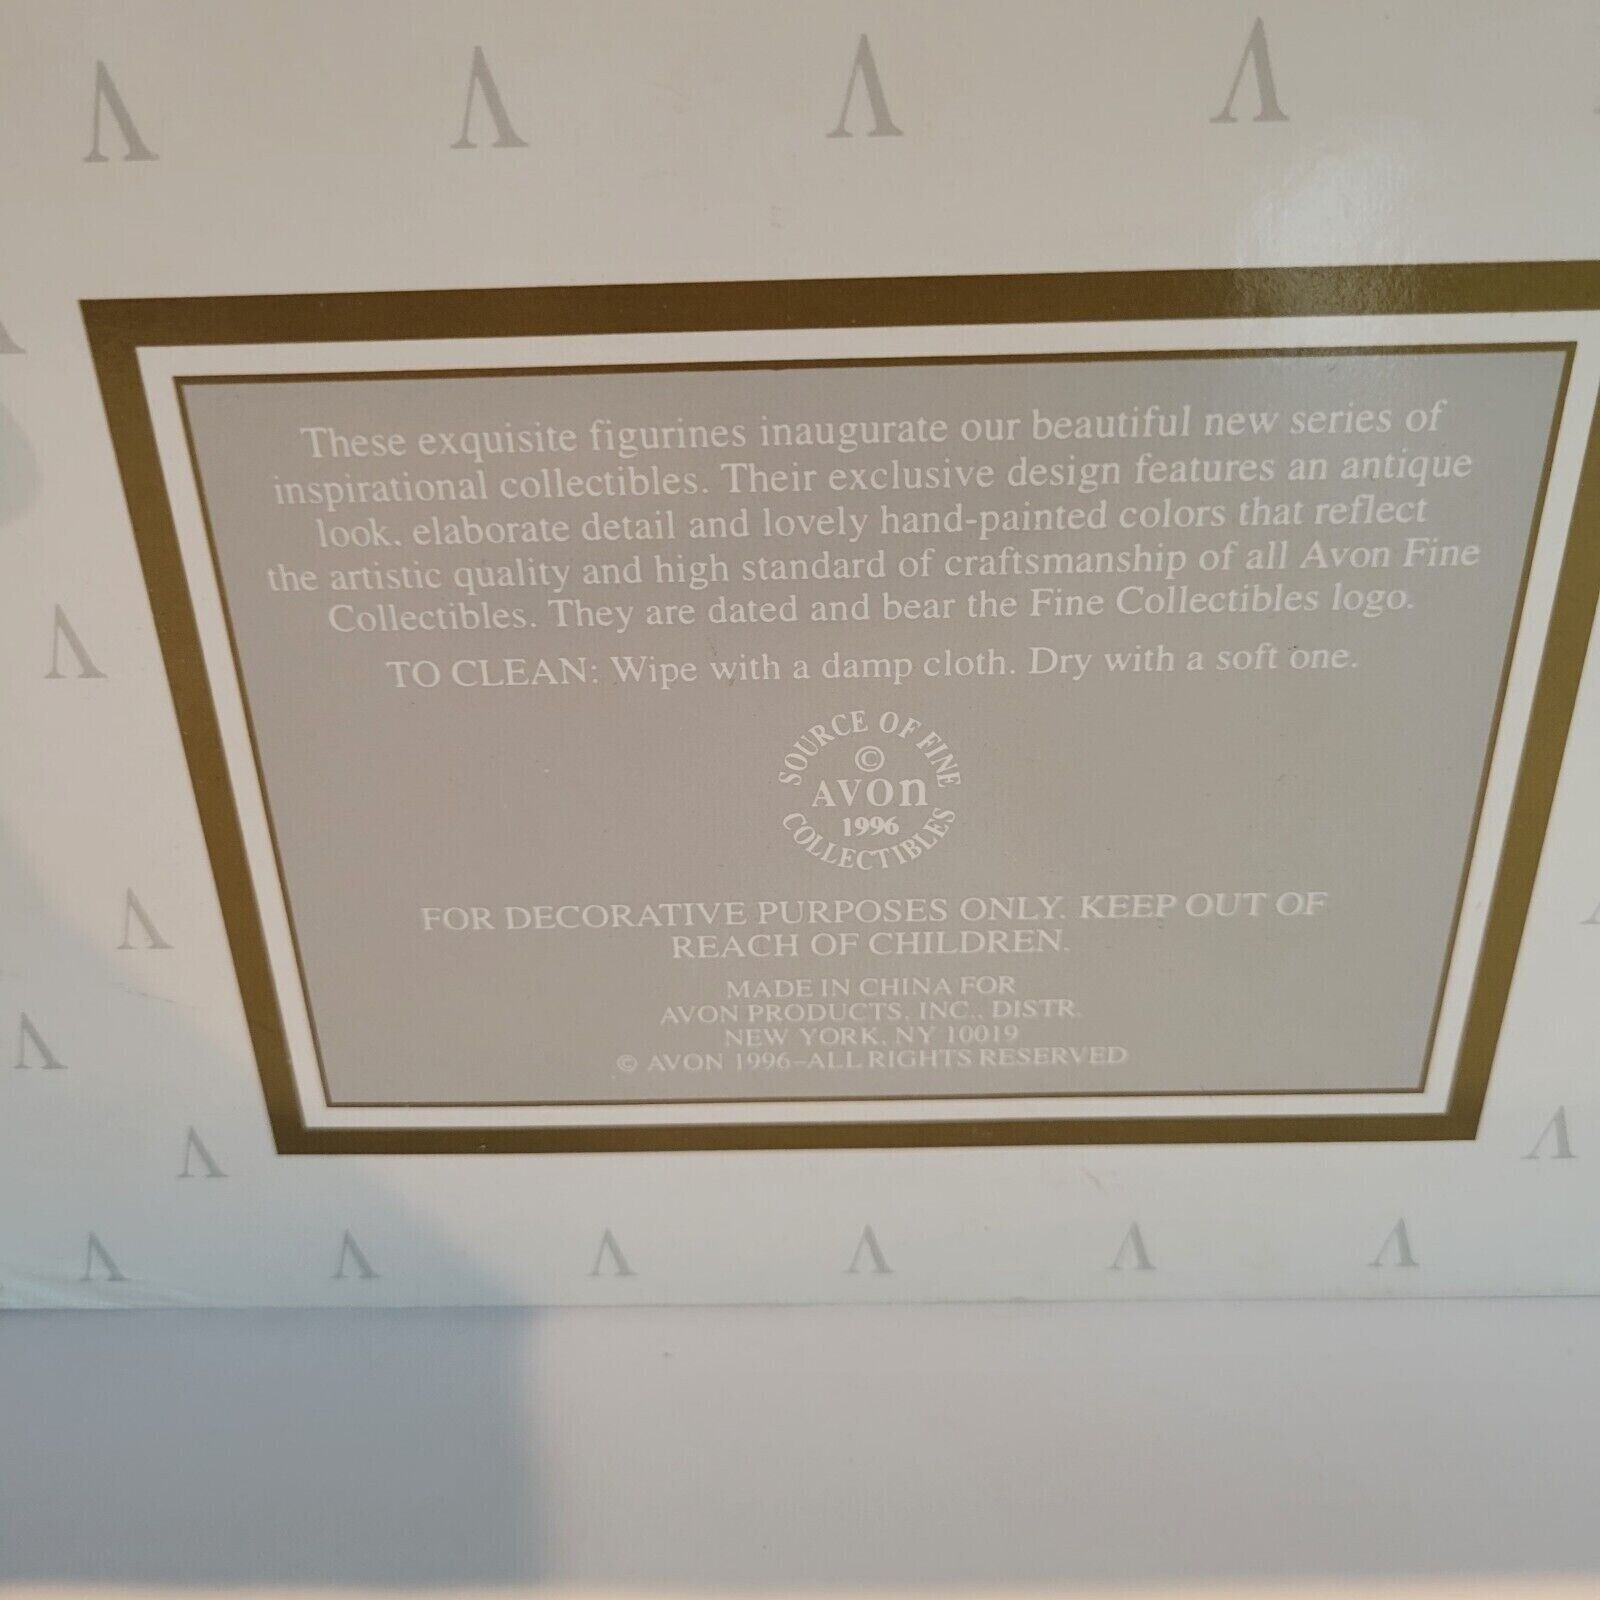 These exquisite figurines inaugurate our beautiful new series of
inspirational collectibles. Their exclusive design features an antique
look, elaborate detail and lovely hand-painted colors that reflect
the artistic quality and high standard of craftsmanship of all Avon Fine
Collectibles. They are dated and bear the Fine Collectibles logo.
TO CLEAN: Wipe with a damp cloth. Dry with a soft one.
SOURCE OF FINE
©
AVON
1996
COLLECTIBLES
FOR DECORATIVE PURPOSES ONLY. KEEP OUT OF
REACH OF CHILDREN.
MADE IN CHINA FOR
AVON PRODUCTS, INC., DISTR.
NEW YORK, NY 10019
© AVON 1996–ALL RIGHTS RESERVED